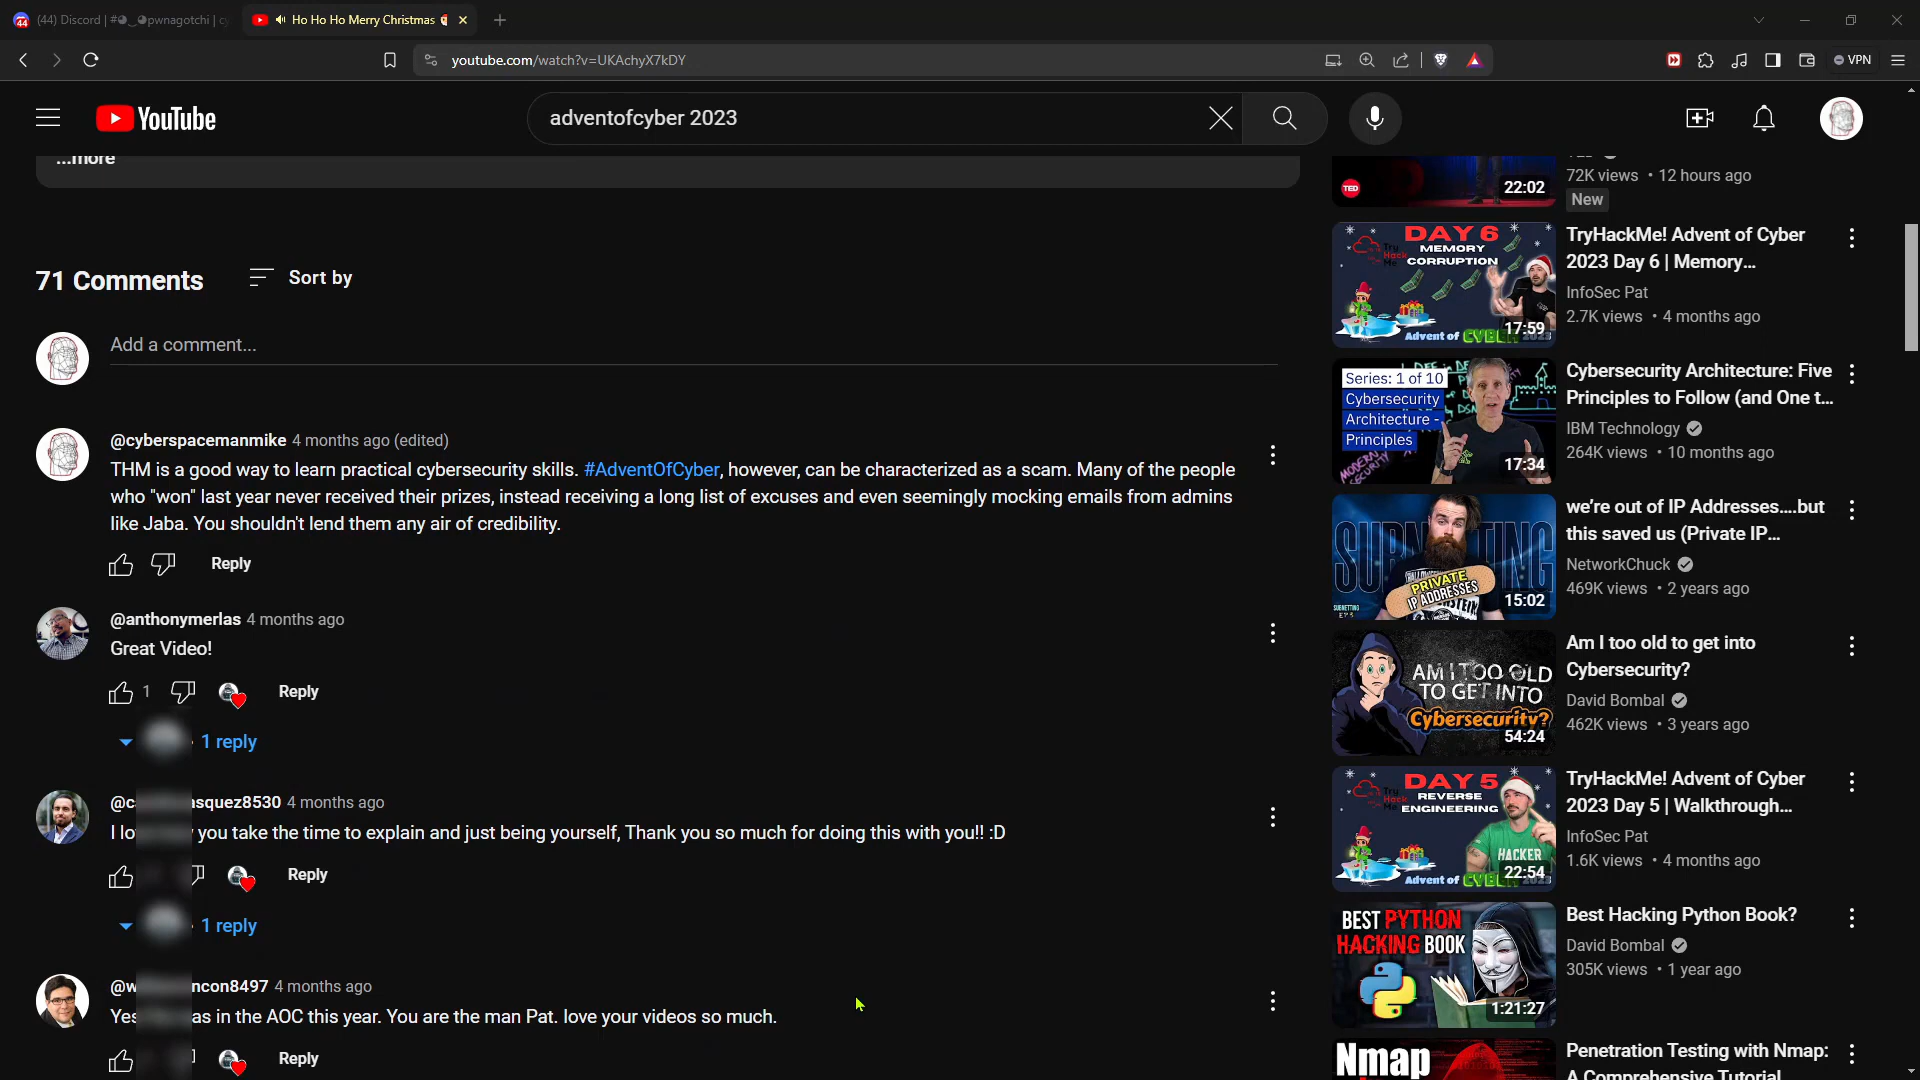 (44) Discord | #◕‿◕pwnagotchi | cy
Ho Ho Ho Merry Christmas
youtube.com/watch?v=UKAchyX7kDY
VPN
YouTube
adventofcyber 2023
...more
71 Comments
Sort by
Add a comment...
@cyberspacemanmike 4 months ago (edited)
THM is a good way to learn practical cybersecurity skills. #AdventOfCyber, however, can be characterized as a scam. Many of the people
who "won" last year never received their prizes, instead receiving a long list of excuses and even seemingly mocking emails from admins
like Jaba. You shouldn't lend them any air of credibility.
Reply
@anthonymerlas 4 months ago
Great Video!
1
Reply
1 reply
squez8530 4 months ago
I you take the time to explain and just being yourself, Thank you so much for doing this with you!! :D
Reply
1 reply
ncon8497 4 months ago
in the AOC this year. You are the man Pat. love your videos so much.
Reply
TED
22:02
72K views • 12 hours ago
New
DAY 6
MEMORY
CORRUPTION
Advent of CYBER 2023
17:59
TryHackMe! Advent of Cyber
2023 Day 6 | Memory...
InfoSec Pat
2.7K views • 4 months ago
Series: 1 of 10
Cybersecurity
Architecture -
Principles
17:34
Cybersecurity Architecture: Five
Principles to Follow (and One t...
IBM Technology
264K views • 10 months ago
SUBNETTING
PRIVATE
IP ADDRESSES
15:02
we're out of IP Addresses....but
this saved us (Private IP...
NetworkChuck
469K views • 2 years ago
AM I TOO OLD
TO GET INTO
Cybersecurity?
54:24
Am I too old to get into
Cybersecurity?
David Bombal
462K views • 3 years ago
DAY 5
REVERSE
ENGINEERING
HACKER
Advent of CYBER 2023
22:54
TryHackMe! Advent of Cyber
2023 Day 5 | Walkthrough...
InfoSec Pat
1.6K views • 4 months ago
BEST PYTHON
HACKING BOOK
1:21:27
Best Hacking Python Book?
David Bombal
305K views • 1 year ago
Nmap
Penetration Testing with Nmap:
A Comprehensive Tutorial